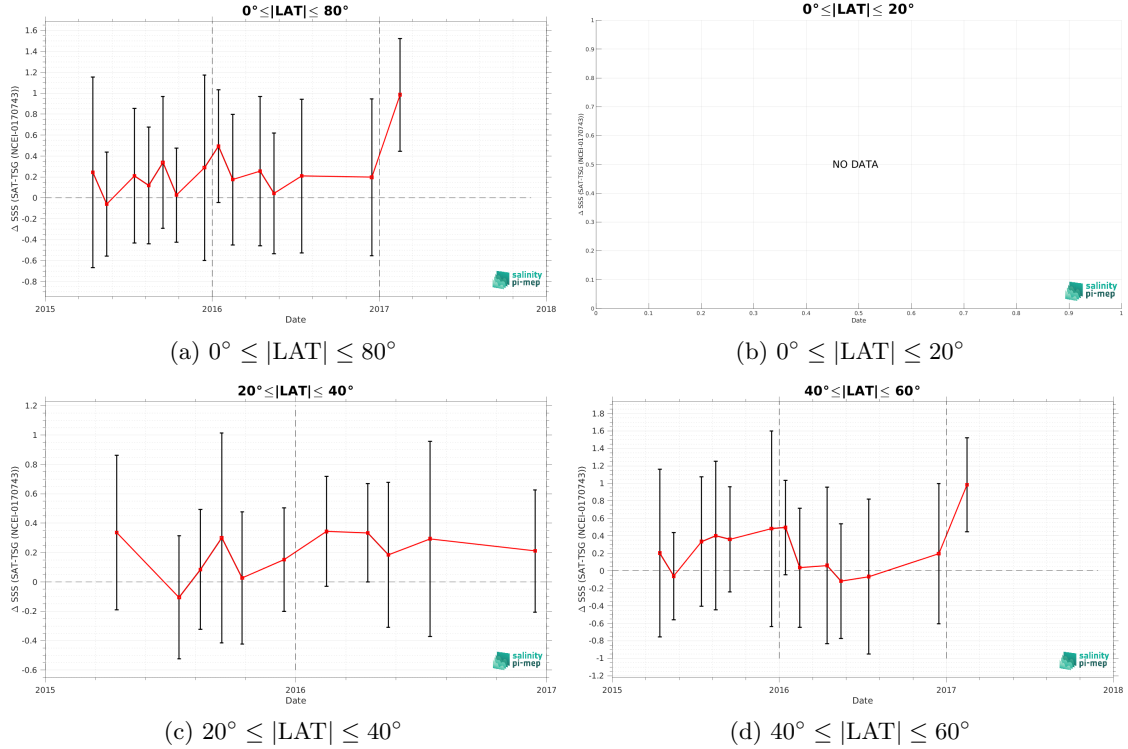 0°≤|LAT|≤ 80°
Δ SSS (SAT-TSG (NCEI-0170743))
1.6
1.4
1.2
1
0.8
0.6
0.4
0.2
0
-0.2
-0.4
-0.6
-0.8
2015
2016
2017
2018
Date
salinity
pi-mep
(a) 0° ≤ |LAT| ≤ 80°
0°≤|LAT|≤ 20°
Δ SSS (SAT-TSG (NCEI-0170743))
1
0.9
0.8
0.7
0.6
0.5
0.4
0.3
0.2
0.1
0
NO DATA
0
0.1
0.2
0.3
0.4
0.5
0.6
0.7
0.8
0.9
1
Date
salinity
pi-mep
(b) 0° ≤ |LAT| ≤ 20°
20°≤|LAT|≤ 40°
Δ SSS (SAT-TSG (NCEI-0170743))
1.2
1
0.8
0.6
0.4
0.2
0
-0.2
-0.4
-0.6
2015
2016
2017
Date
salinity
pi-mep
(c) 20° ≤ |LAT| ≤ 40°
40°≤|LAT|≤ 60°
Δ SSS (SAT-TSG (NCEI-0170743))
1.8
1.6
1.4
1.2
1
0.8
0.6
0.4
0.2
0
-0.2
-0.4
-0.6
-0.8
-1
-1.2
2015
2016
2017
2018
Date
salinity
pi-mep
(d) 40° ≤ |LAT| ≤ 60°